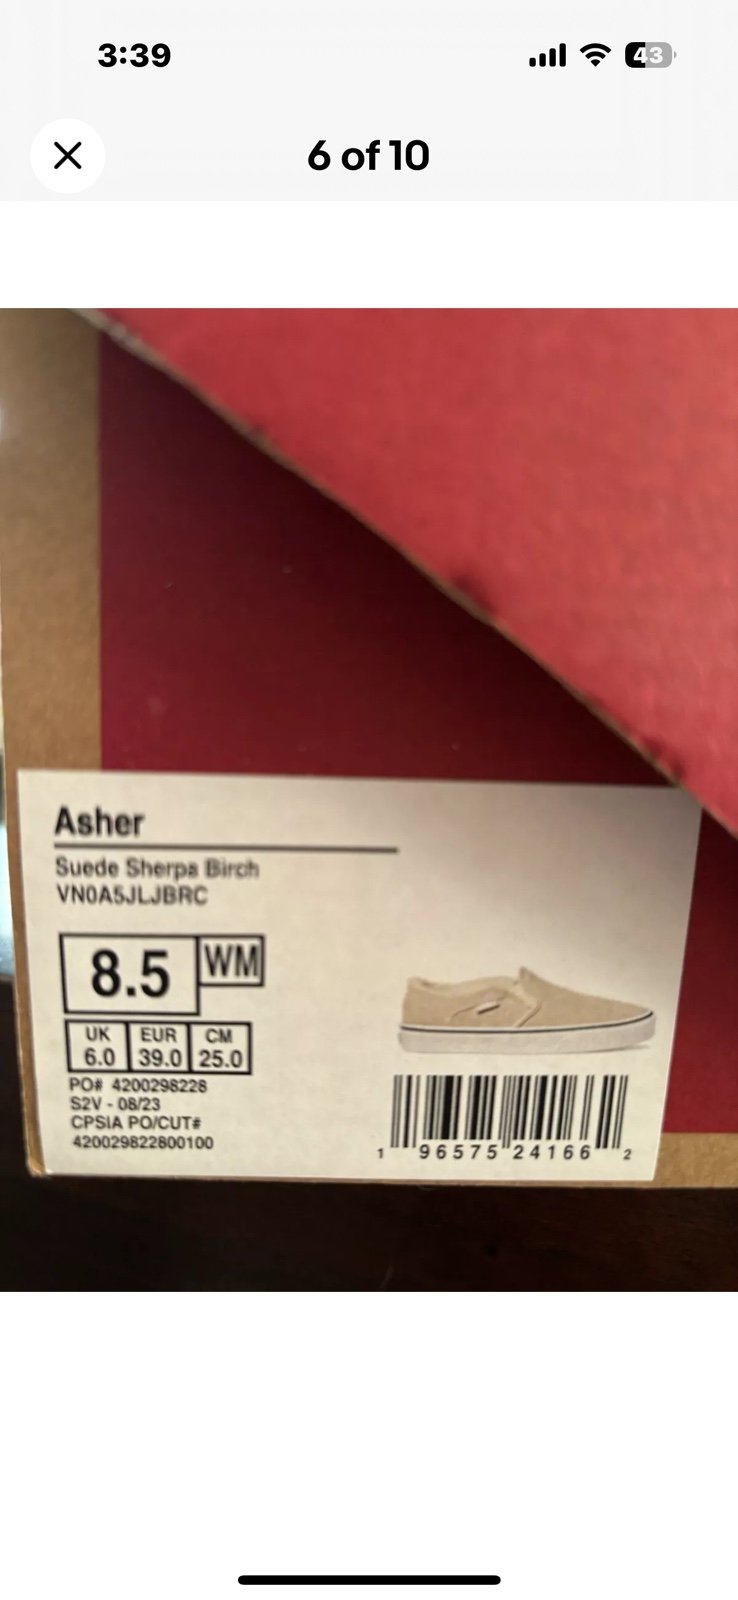 3:39
43
6 of 10
Asher
Suede Sherpa Birch
VN0A5JLJBRC
8.5 WM
UK EUR CM
6.0 39.0 25.0
PO# 4200298228
S2V - 08/23
CPSIA PO/CUT#
420029822800100
1 96575 24166 2